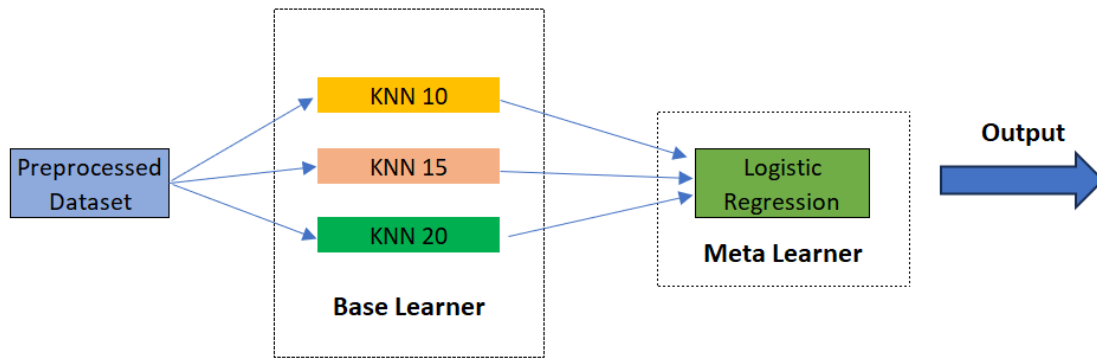 Preprocessed
Dataset
KNN 10
KNN 15
KNN 20
Base Learner
Logistic
Regression
Meta Learner
Output